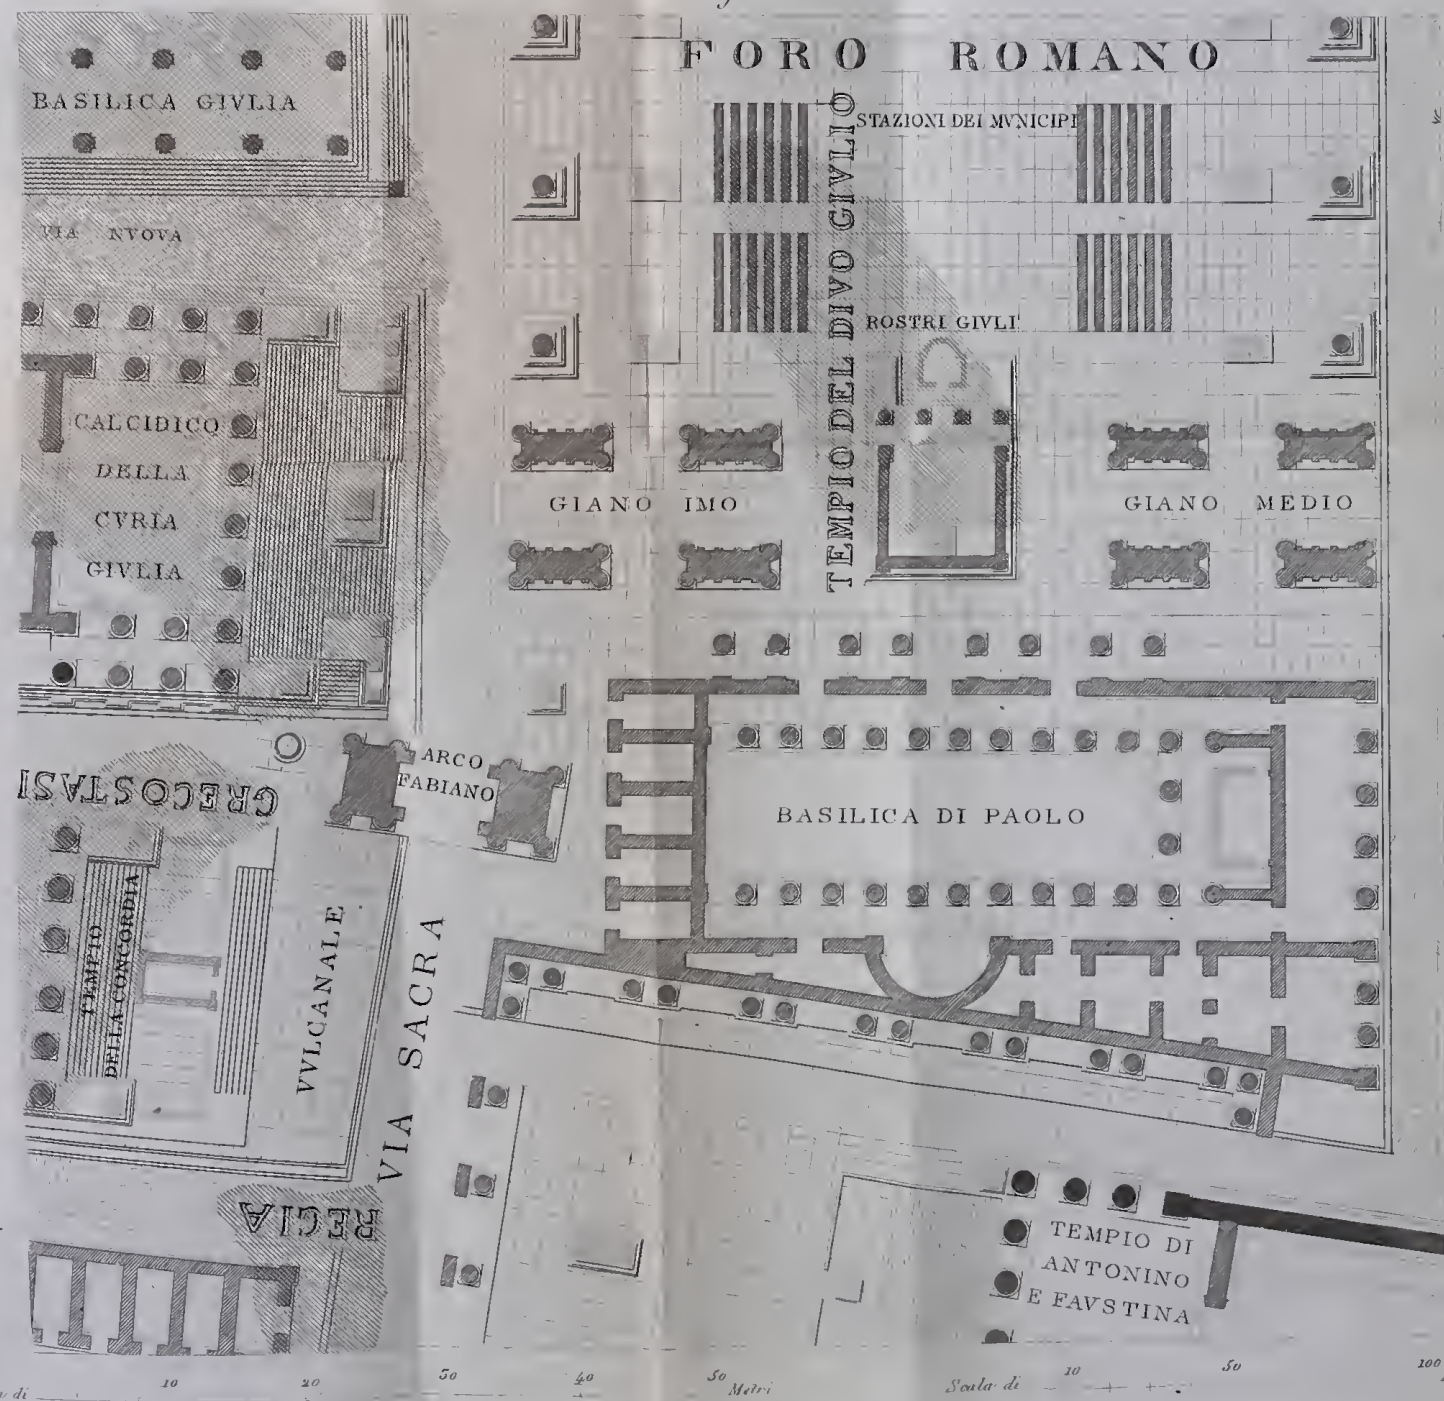 FORO ROMANO
BASILICA GIVLIA
STAZIONI DEI MVNICIPI
VIA NVOVA
TEMPIO DEL DIVO GIVLIO
ROSTRI GIVLI
CALCIDICO
DELLA
CVRIA
GIVLIA
GIANO IMO
GIANO MEDIO
ARCO
FABIANO
GRECOSTASI
BASILICA DI PAOLO
TEMPIO
DELLA CONCORDIA
VVLCANALE
VIA SACRA
REGIA
TEMPIO DI
ANTONINO
E FAVSTINA
di 10 20 30 40 50 Metri
Scala di 10 50 100